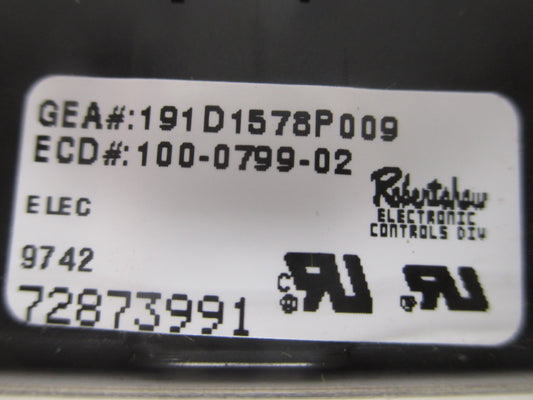 GEA#:191D1578P009
ECD#:100-0799-02
Robertshaw
ELECTRONIC
CONTROLS DIV
ELEC
9742
72873991